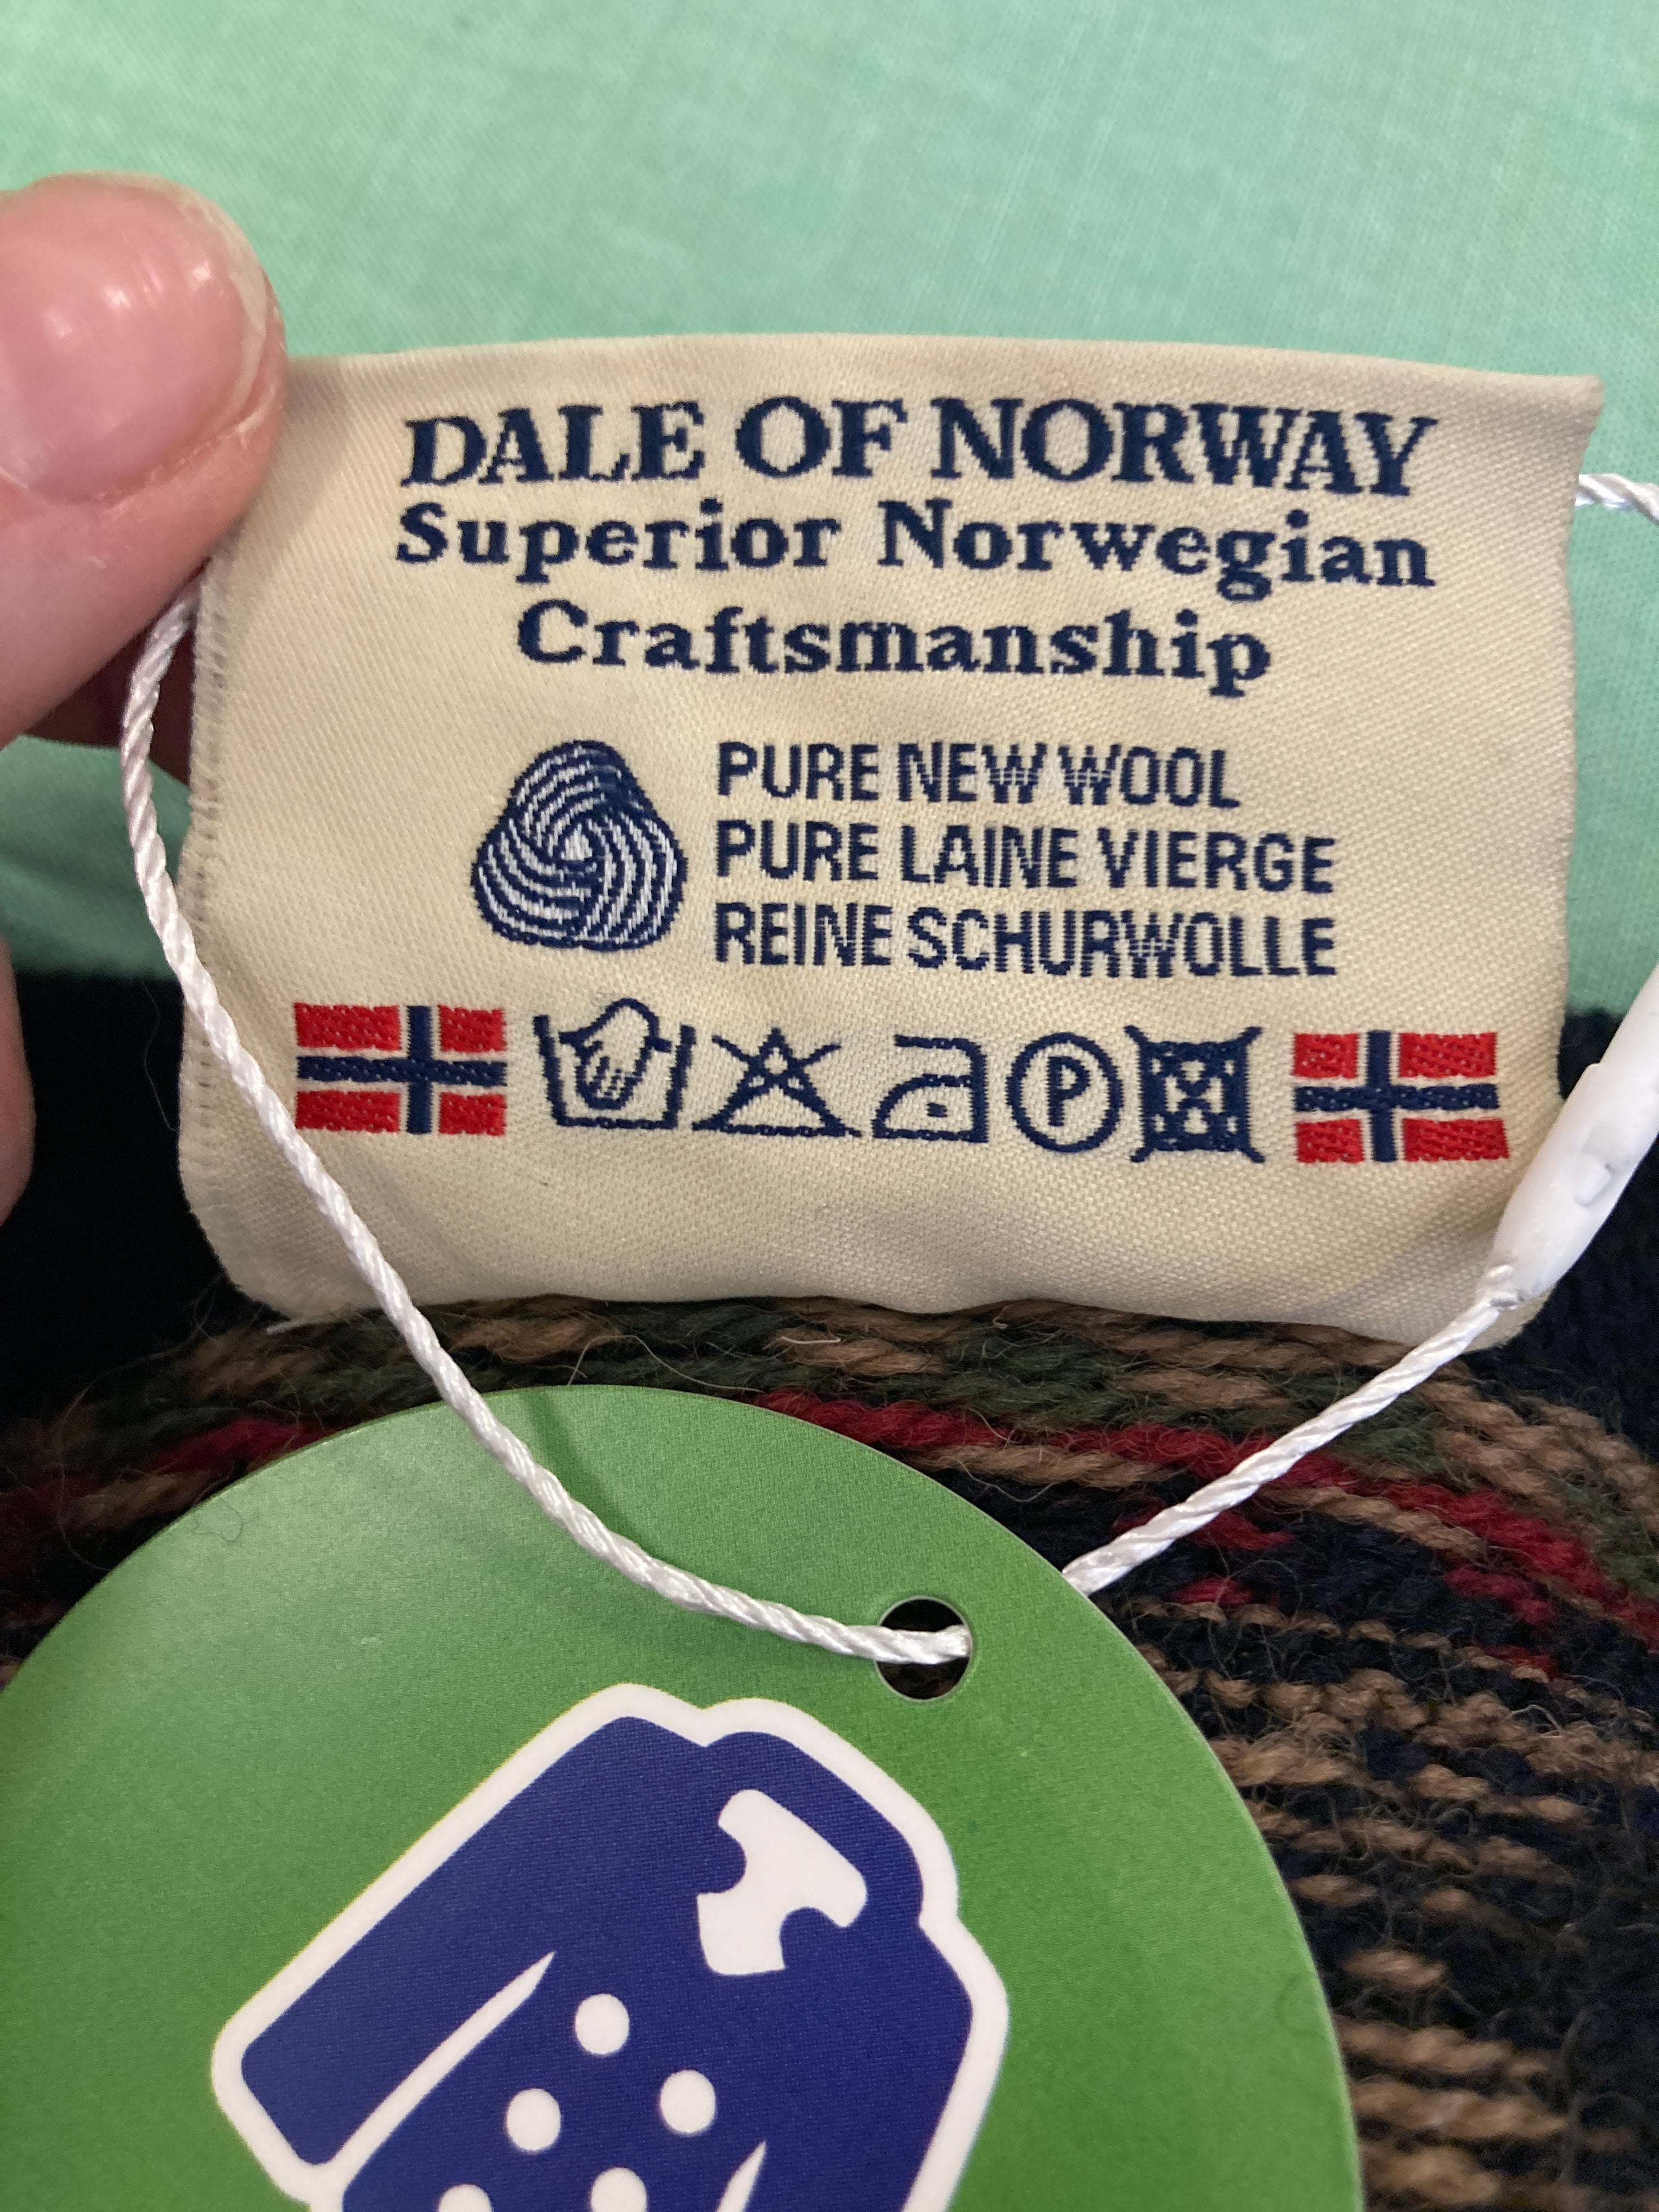 DALE OF NORWAY
Superior Norwegian
Craftsmanship
PURE NEW WOOL
PURE LAINE VIERGE
REINE SCHURWOLLE
P